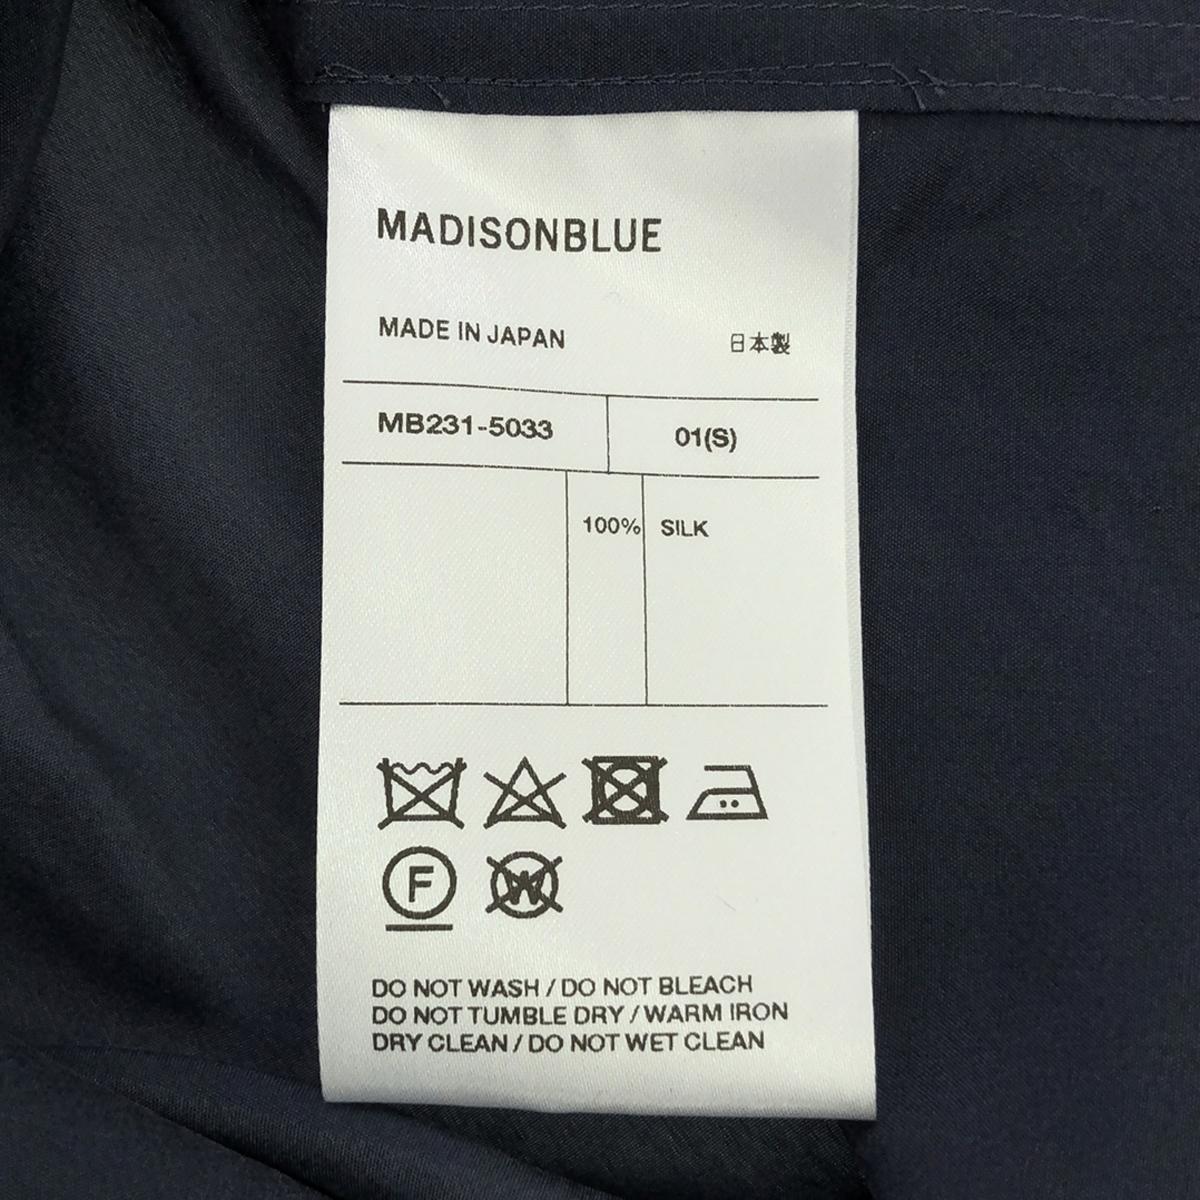 MADISONBLUE
MADE IN JAPAN 日本製
MB231-5033 01(S)
100% SILK
F W
DO NOT WASH / DO NOT BLEACH
DO NOT TUMBLE DRY / WARM IRON
DRY CLEAN / DO NOT WET CLEAN